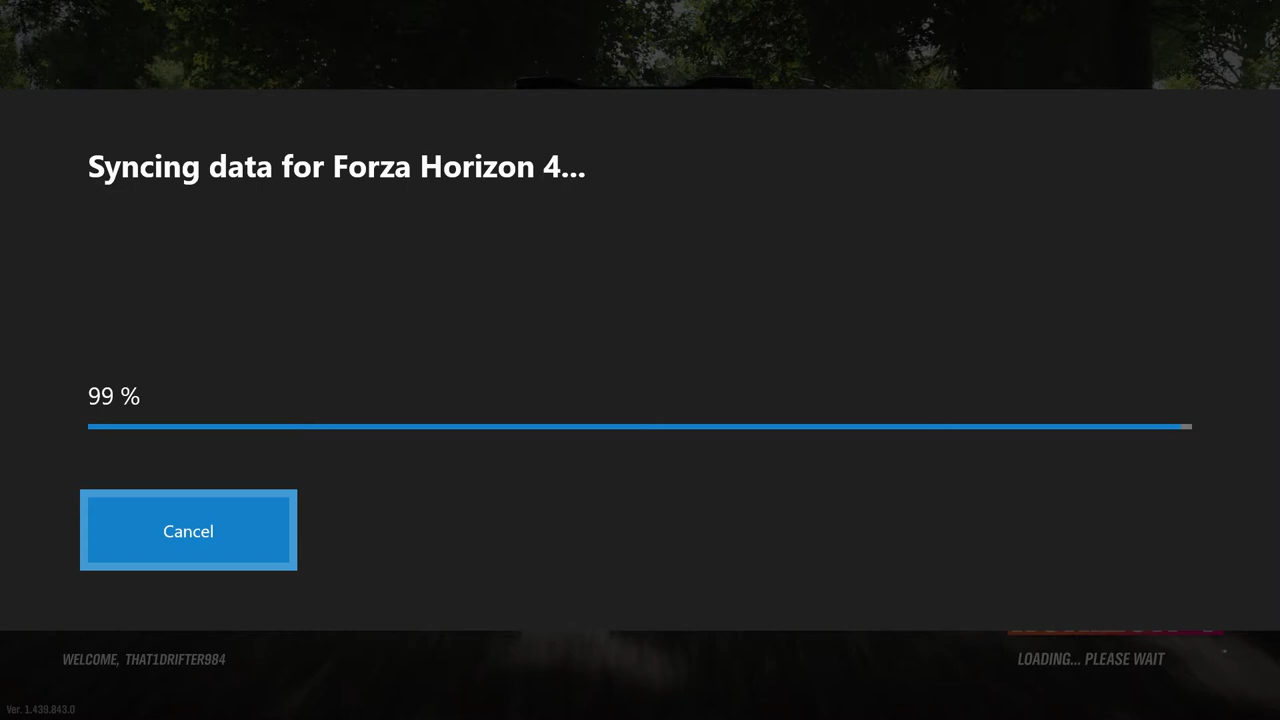 Syncing data for Forza Horizon 4...
99 %
Cancel
WELCOME, THAT1DRIFTER984
LOADING... PLEASE WAIT
Ver. 1.439.843.0